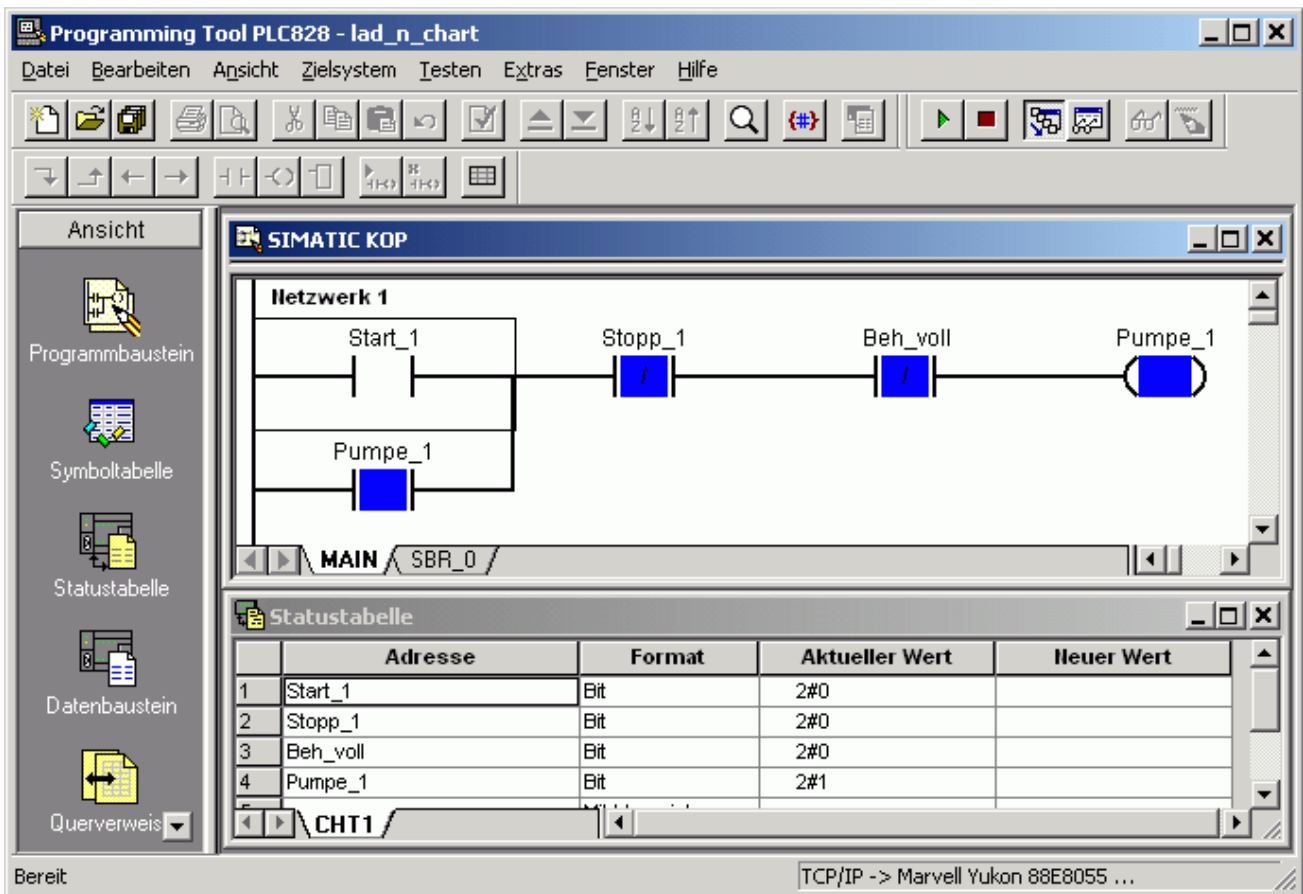 Programming Tool PLC828 - lad_n_chart
Datei Bearbeiten Ansicht Zielsystem Testen Extras Fenster Hilfe
Ansicht
Programmbaustein
Symboltabelle
Statustabelle
Datenbaustein
Querverweis
SIMATIC KOP
Netzwerk 1
Start_1 Stopp_1 Beh_voll Pumpe_1
Pumpe_1
MAIN SBR_0
Statustabelle
Adresse Format Aktueller Wert Neuer Wert
1 Start_1 Bit 2#0
2 Stopp_1 Bit 2#0
3 Beh_voll Bit 2#0
4 Pumpe_1 Bit 2#1
CHT1
Bereit TCP/IP -> Marvell Yukon 88E8055 ...